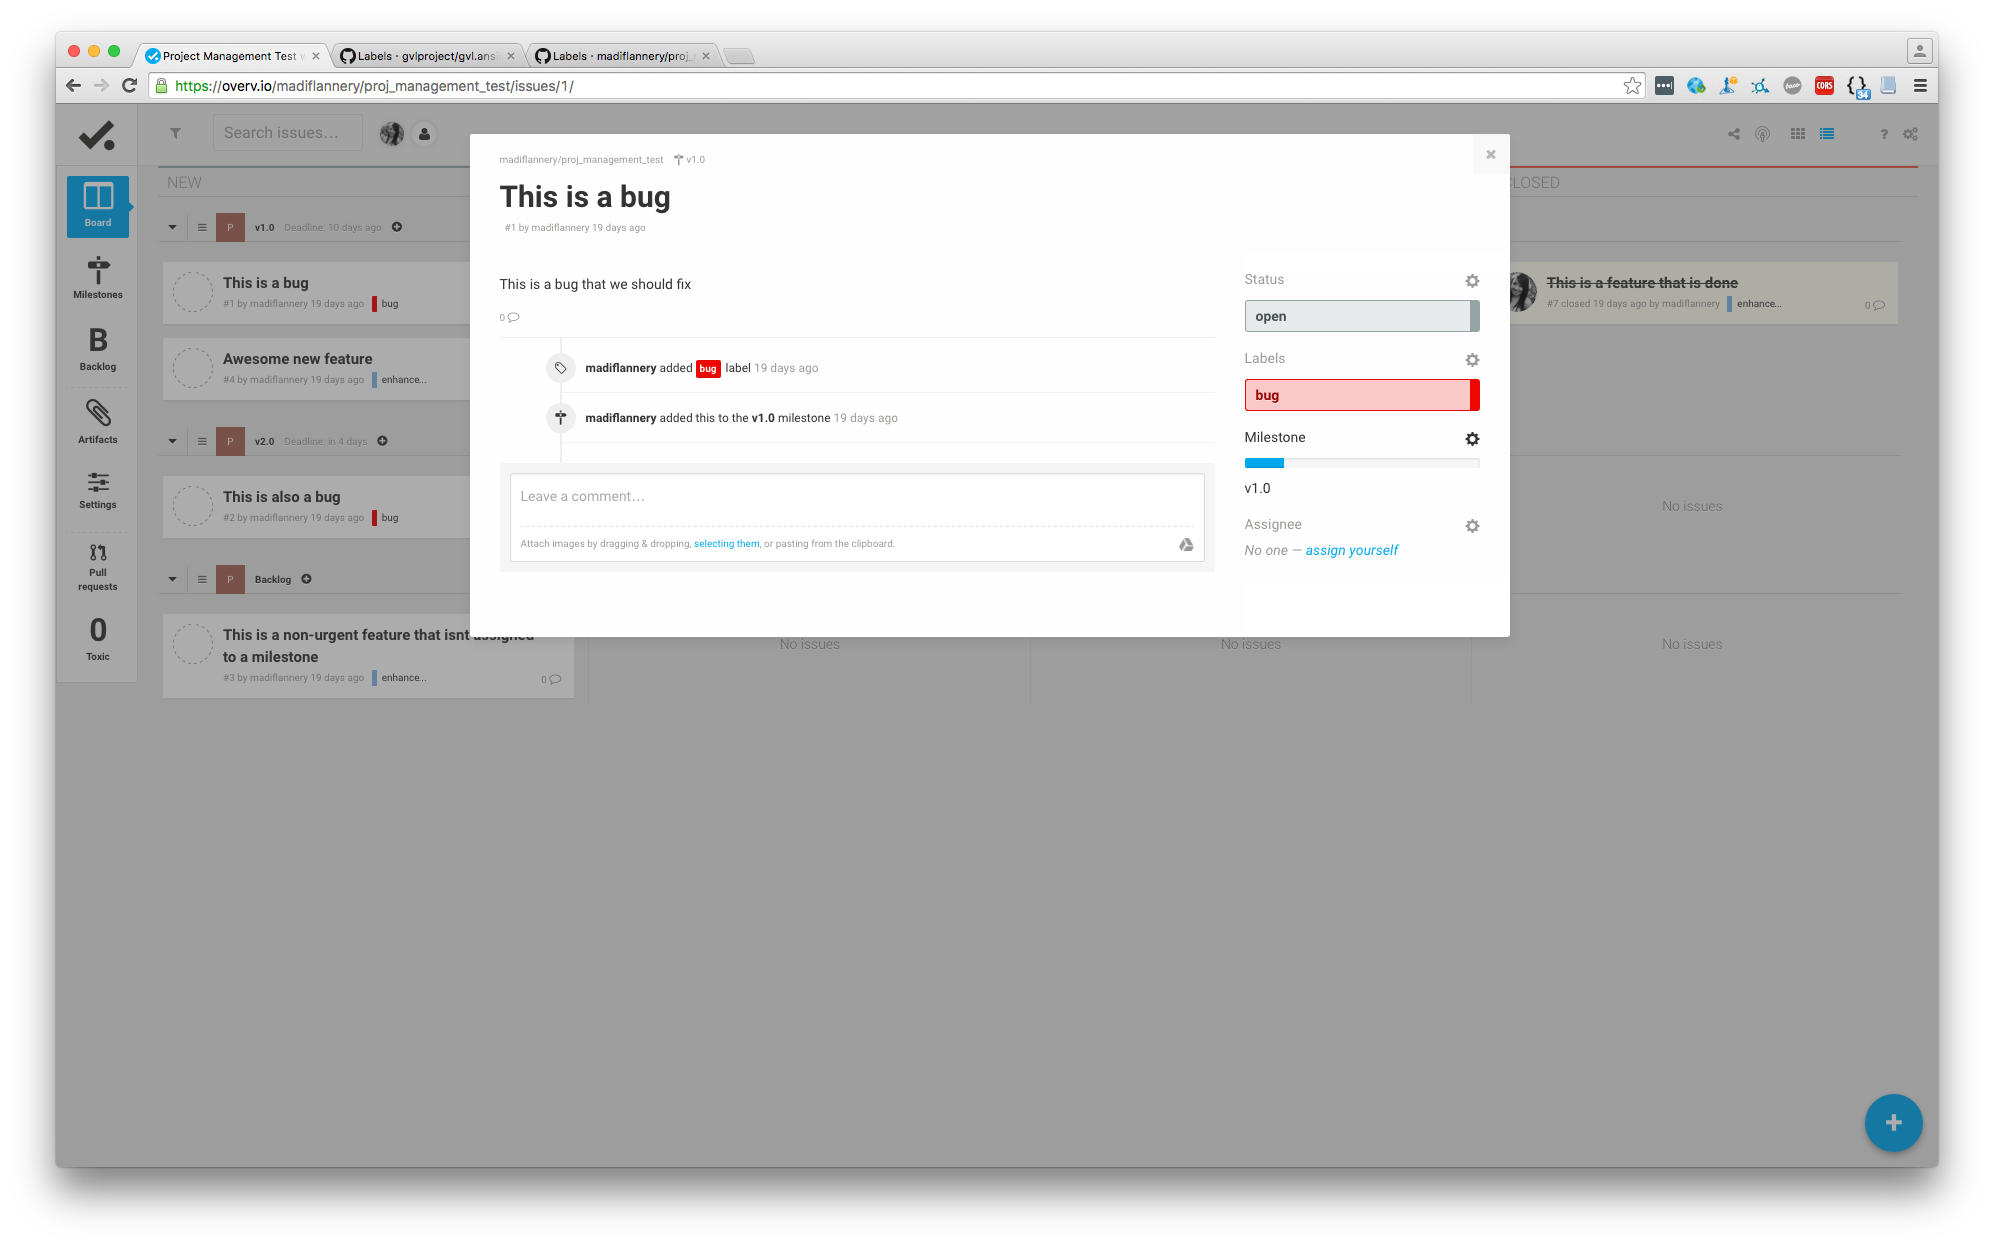 Project Management Test w
Labels · gvlproject/gvl.ansi
Labels · madiflannery/proj_
https://overv.io/madiflannery/proj_management_test/issues/1/
CORS
34
Search issues...
Board
Milestones
B
Backlog
Artifacts
Settings
Pull
requests
0
Toxic
NEW
P v1.0 Deadline: 10 days ago
This is a bug
#1 by madiflannery 19 days ago bug
Awesome new feature
#4 by madiflannery 19 days ago enhance...
P v2.0 Deadline: in 4 days
This is also a bug
#2 by madiflannery 19 days ago bug
P Backlog
This is a non-urgent feature that isnt assigned
to a milestone
#3 by madiflannery 19 days ago enhance... 0
madiflannery/proj_management_test v1.0
This is a bug
#1 by madiflannery 19 days ago
This is a bug that we should fix
0
madiflannery added bug label 19 days ago
madiflannery added this to the v1.0 milestone 19 days ago
Leave a comment...
Attach images by dragging & dropping, selecting them, or pasting from the clipboard.
Status
open
Labels
bug
Milestone
v1.0
Assignee
No one — assign yourself
No issues
No issues
LOSED
?
This is a feature that is done
#7 closed 19 days ago by madiflannery enhance... 0
No issues
No issues
+